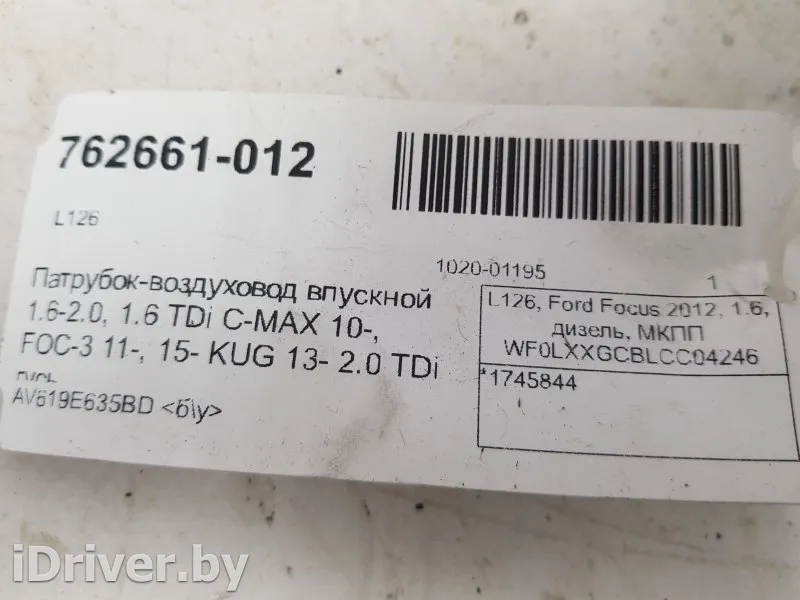 762661-012
L126
1020-01195
1
Патрубок-воздуховод впускной
1.6-2.0, 1.6 TDi C-MAX 10-,
FOC-3 11-, 15- KUG 13- 2.0 TDi
AV619E635BD <б\у>
L126, Ford Focus 2012, 1.6,
дизель, МКПП
WF0LXXGCBLCC04246
*1745844
iDriver.by